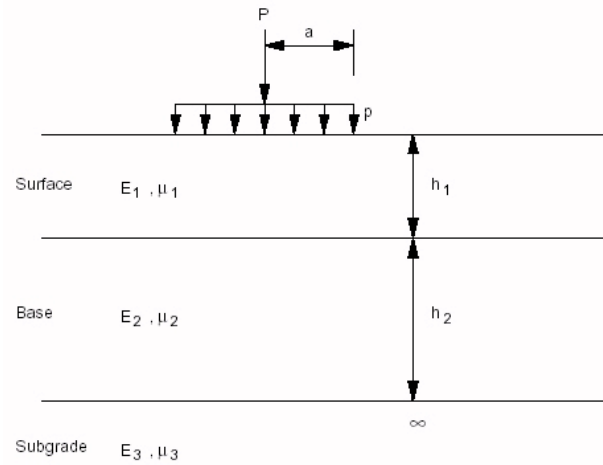 P
a
p
Surface E₁ , μ₁ h₁
Base E₂ , μ₂ h₂
∞
Subgrade E₃ , μ₃